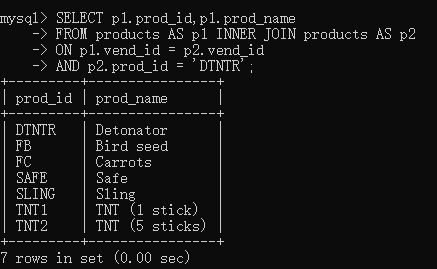 mysql> SELECT p1.prod_id,p1.prod_name
    -> FROM products AS p1 INNER JOIN products AS p2
    -> ON p1.vend_id = p2.vend_id
    -> AND p2.prod_id = 'DTNTR';
+---------+----------------+
| prod_id | prod_name      |
+---------+----------------+
| DTNTR   | Detonator      |
| FB      | Bird seed      |
| FC      | Carrots        |
| SAFE    | Safe           |
| SLING   | Sling          |
| TNT1    | TNT (1 stick)  |
| TNT2    | TNT (5 sticks) |
+---------+----------------+
7 rows in set (0.00 sec)